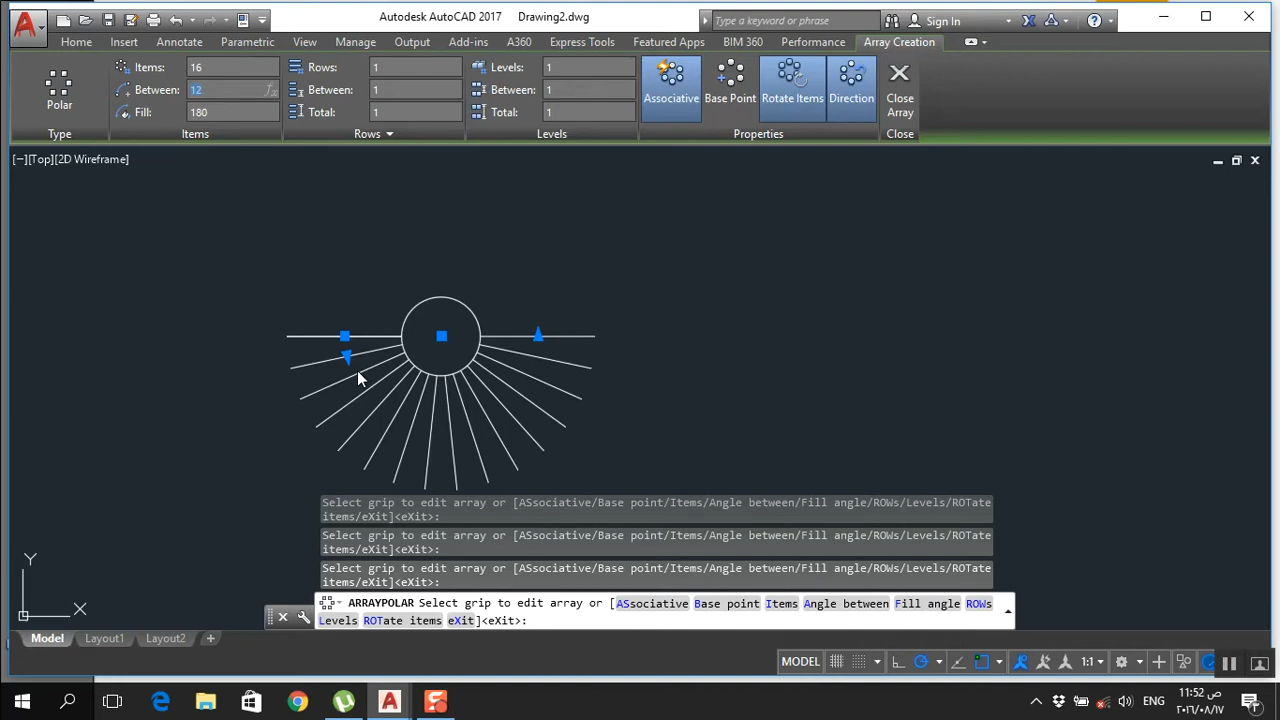 Autodesk AutoCAD 2017 Drawing2.dwg
Type a keyword or phrase
Sign In
Home Insert Annotate Parametric View Manage Output Add-ins A360 Express Tools Featured Apps BIM 360 Performance Array Creation
Polar
Type
Items: 16
Between: 12
Fill: 180
Items
Rows: 1
Between: 1
Total: 1
Rows
Levels: 1
Between: 1
Total: 1
Levels
Associative Base Point Rotate Items Direction
Properties
Close Array
Close
[−][Top][2D Wireframe]
Select grip to edit array or [ASsociative/Base point/Items/Angle between/Fill angle/ROWs/Levels/ROTate
items/eXit]<eXit>:
Select grip to edit array or [ASsociative/Base point/Items/Angle between/Fill angle/ROWs/Levels/ROTate
items/eXit]<eXit>:
Select grip to edit array or [ASsociative/Base point/Items/Angle between/Fill angle/ROWs/Levels/ROTate
items/eXit]<eXit>:
ARRAYPOLAR Select grip to edit array or [ASsociative Base point Items Angle between Fill angle ROWs
Levels ROTate items eXit]<eXit>:
Y
X
Model Layout1 Layout2 +
MODEL 1:1
ENG
11:52 ص
٢٠١٦/٠٨/١٧